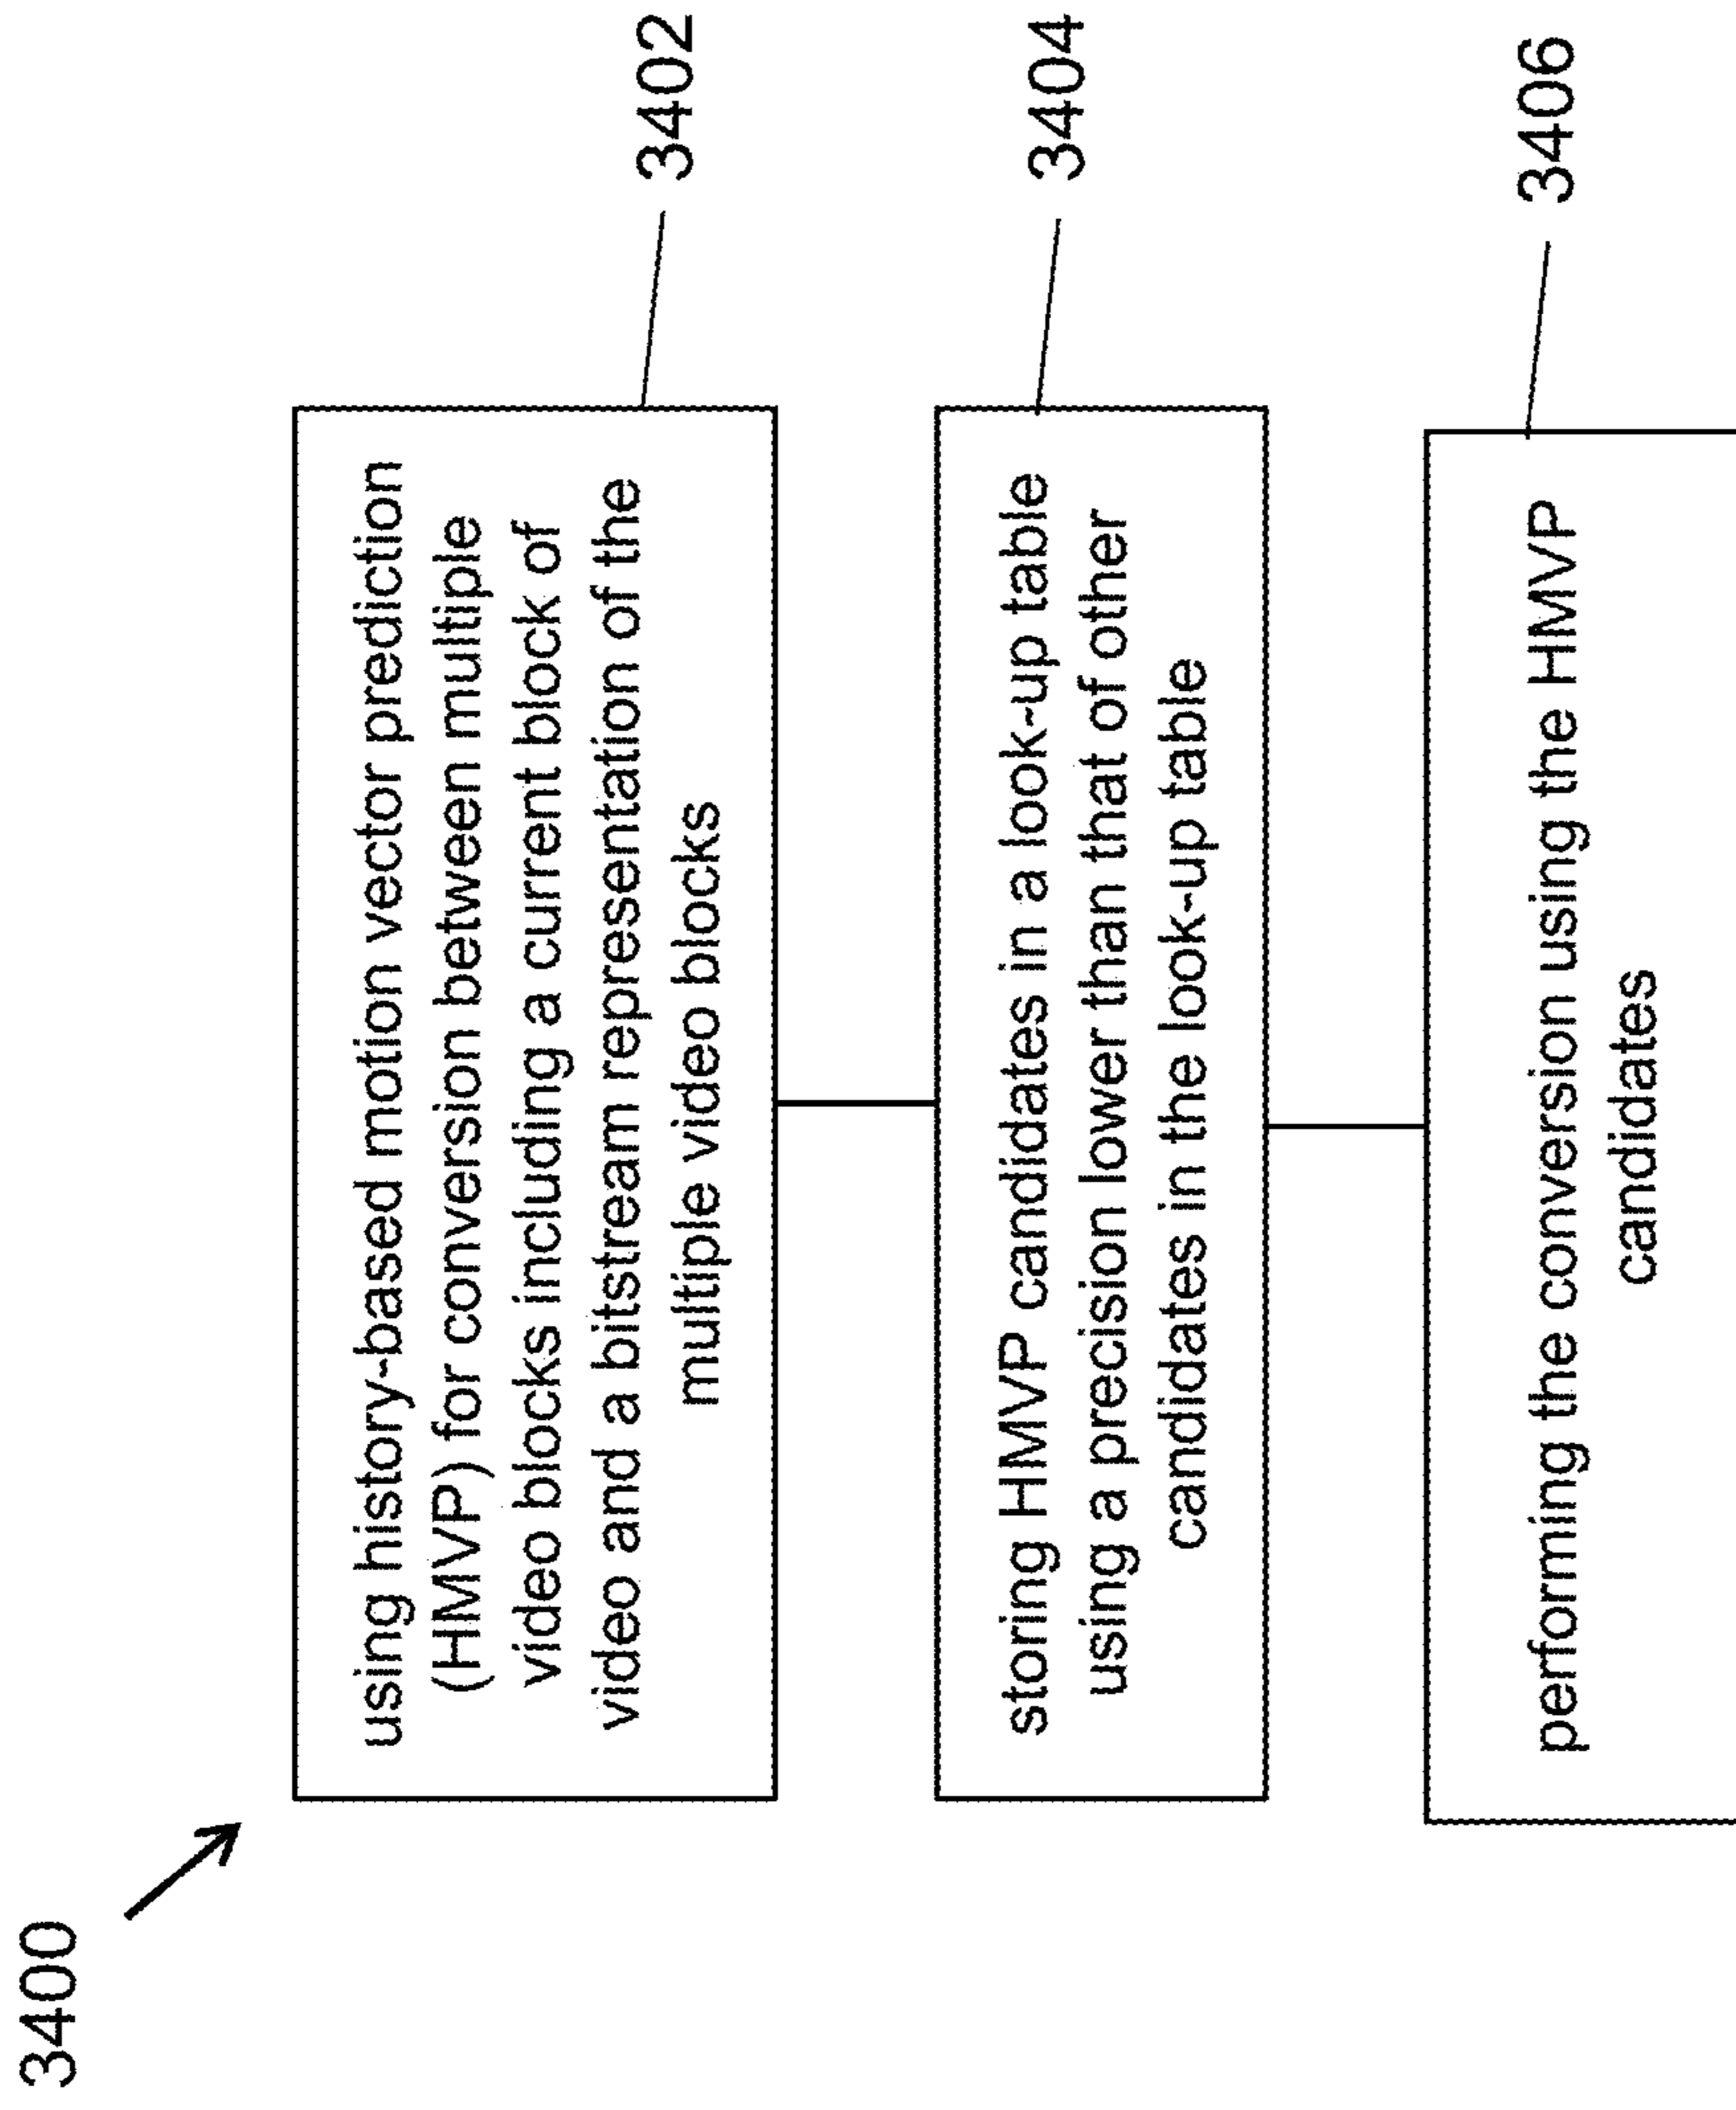 3400
using history-based motion vector prediction
(HMVP) for conversion between multiple
video blocks including a current block of
video and a bitstream representation of the
multiple video blocks
3402
storing HMVP candidates in a look-up table
using a precision lower than that of other
candidates in the look-up table
3404
performing the conversion using the HMVP
candidates
3406